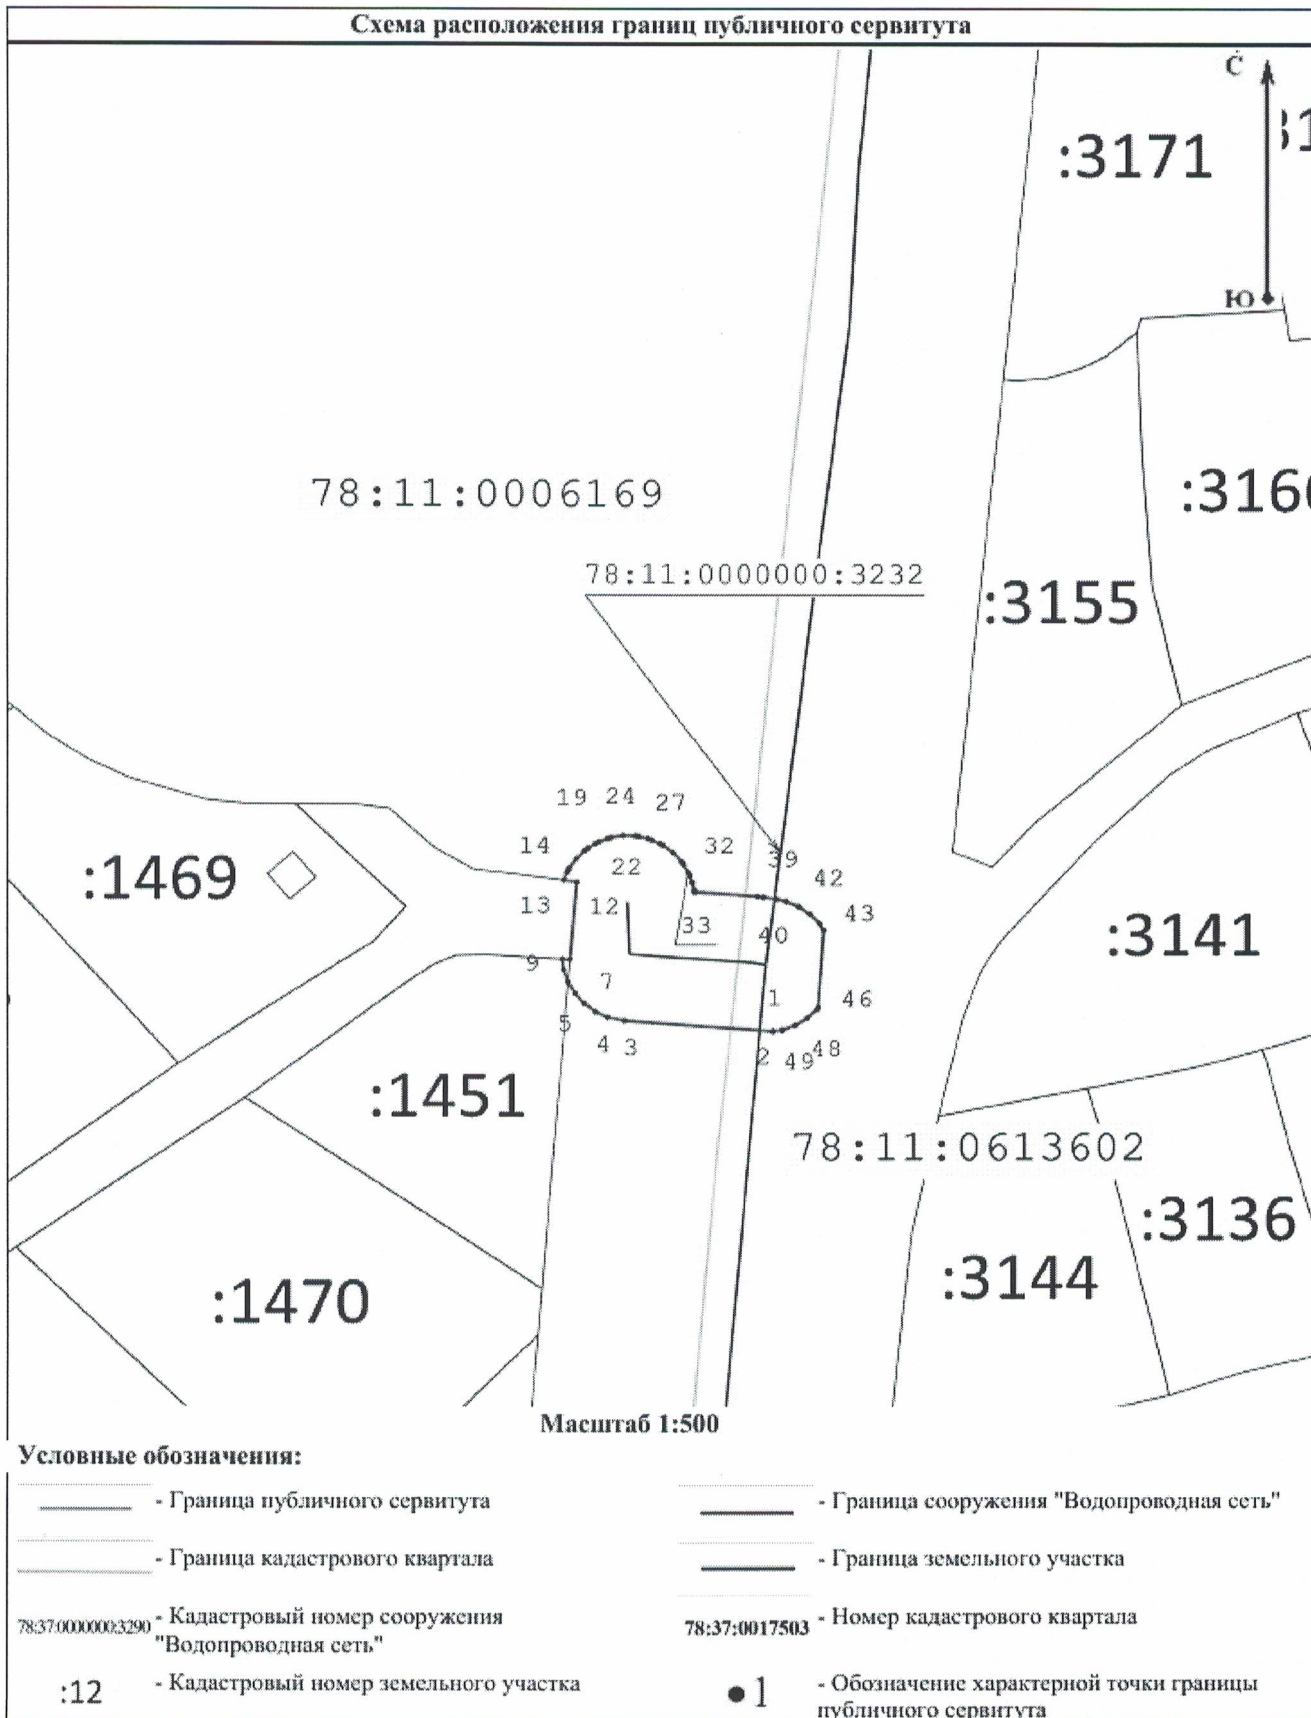 Схема расположения границ публичного сервитута
С
:3171
Ю
78:11:0006169
78:11:0000000:3232
:3155
19 24 27
14 32
22 39
:1469 42
13 12 43
33 40
:3141
9
7 1 46
5
4 3 2 49 48
:1451
78:11:0613602
:3136
:3144
:1470
Масштаб 1:500
Условные обозначения:
- Граница публичного сервитута
- Граница сооружения "Водопроводная сеть"
- Граница кадастрового квартала
- Граница земельного участка
78:37:0000000:3290 - Кадастровый номер сооружения
"Водопроводная сеть"
78:37:0017503 - Номер кадастрового квартала
:12 - Кадастровый номер земельного участка
1 - Обозначение характерной точки границы
публичного сервитута